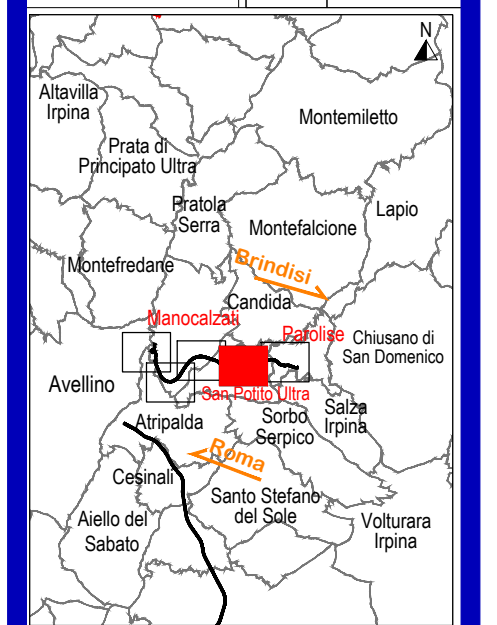 N
Altavilla
Irpina
Montemiletto
Prata di
Principato Ultra
Pratola
Serra
Lapio
Montefalcione
Montefredane
Brindisi
Candida
Manocalzati
Parolise
Chiusano di
San Domenico
Avellino
San Potito Ultra
Atripalda
Sorbo
Serpico
Salza
Irpina
Roma
Cesinali
Santo Stefano
del Sole
Aiello del
Sabato
Volturara
Irpina